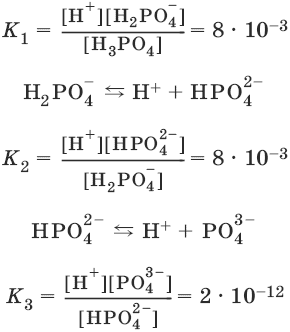 K₁ = [H⁺][H₂PO₄⁻] / [H₃PO₄] = 8 · 10⁻³
H₂PO₄⁻ ⇆ H⁺ + HPO₄²⁻
K₂ = [H⁺][HPO₄²⁻] / [H₂PO₄⁻] = 8 · 10⁻³
HPO₄²⁻ ⇆ H⁺ + PO₄³⁻
K₃ = [H⁺][PO₄³⁻] / [HPO₄²⁻] = 2 · 10⁻¹²